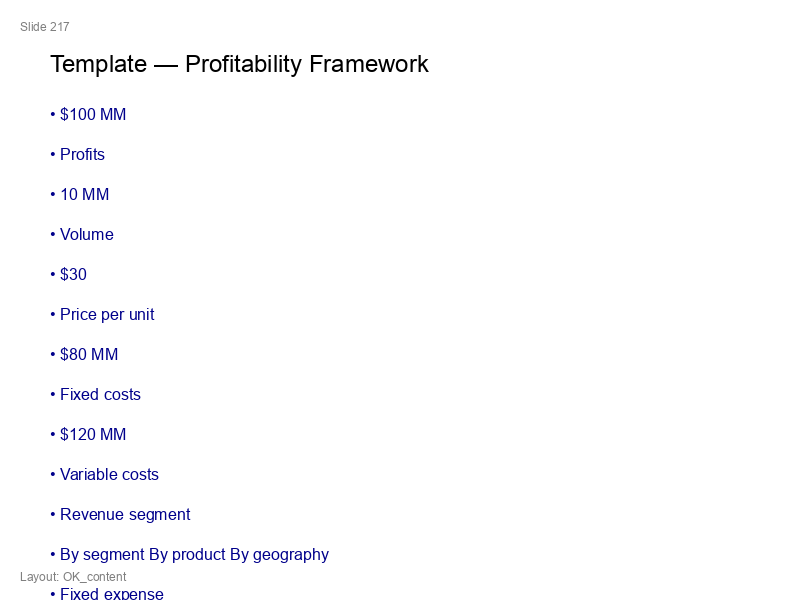 Slide 217
Template — Profitability Framework
• $100 MM
• Profits
• 10 MM
• Volume
• $30
• Price per unit
• $80 MM
• Fixed costs
• $120 MM
• Variable costs
• Revenue segment
• By segment By product By geography
Layout: OK_content
• Fixed expense